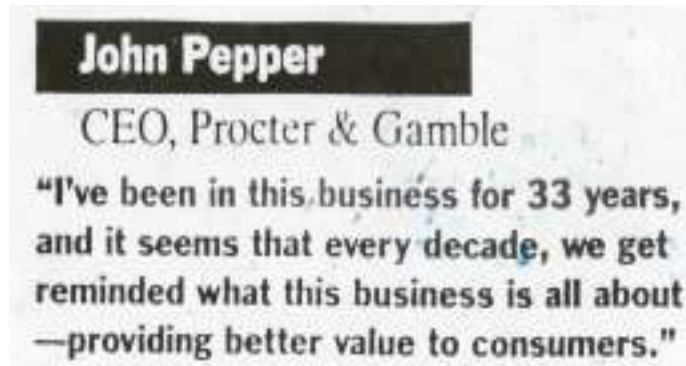 John Pepper
CEO, Procter & Gamble
"I've been in this business for 33 years,
and it seems that every decade, we get
reminded what this business is all about
—providing better value to consumers."